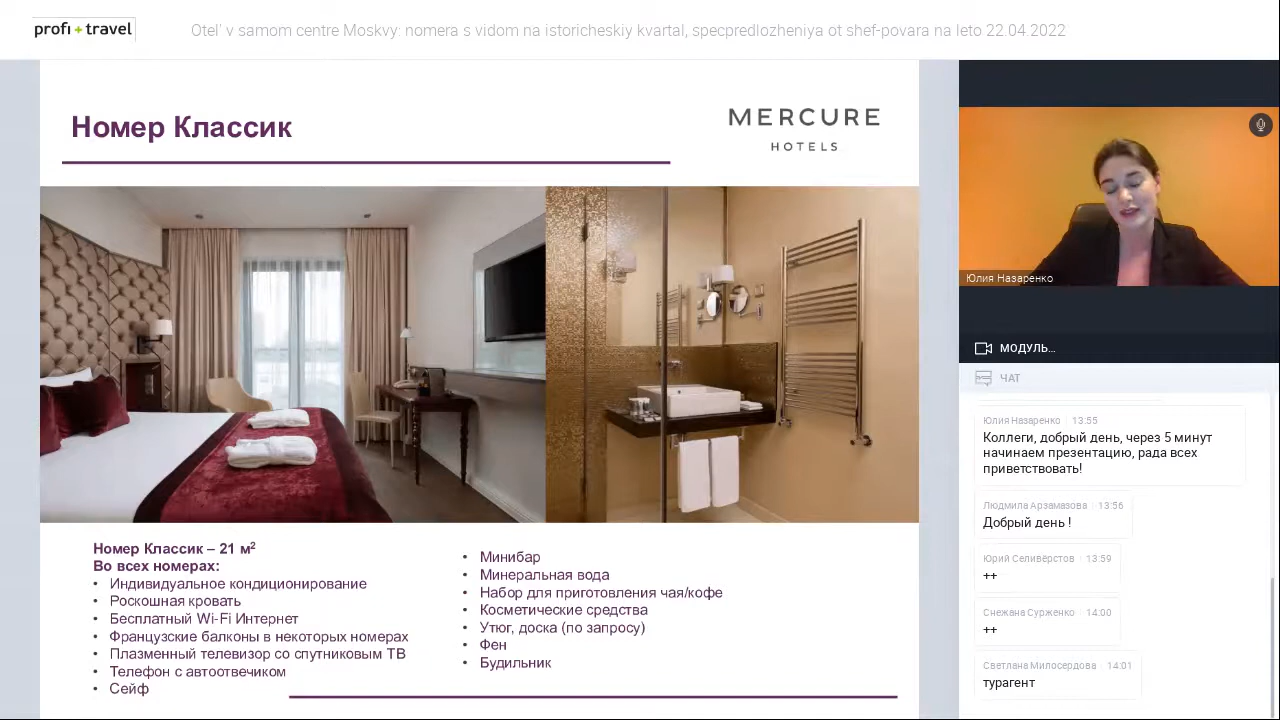 profi + travel
Otel' v samom centre Moskvy: nomera s vidom na istoricheskiy kvartal, specpredlozheniya ot shef-povara na leto 22.04.2022
Номер Классик
MERCURE
HOTELS
Номер Классик – 21 м²
Во всех номерах:
• Индивидуальное кондиционирование
• Роскошная кровать
• Бесплатный Wi-Fi Интернет
• Французские балконы в некоторых номерах
• Плазменный телевизор со спутниковым ТВ
• Телефон с автоответчиком
• Сейф
• Минибар
• Минеральная вода
• Набор для приготовления чая/кофе
• Косметические средства
• Утюг, доска (по запросу)
• Фен
• Будильник
Юлия Назаренко
МОДУЛЬ...
ЧАТ
Юлия Назаренко 13:55
Коллеги, добрый день, через 5 минут
начинаем презентацию, рада всех
приветствовать!
Людмила Арзамазова 13:56
Добрый день !
Юрий Селивёрстов 13:59
++
Снежана Сурженко 14:00
++
Светлана Милосердова 14:01
турагент